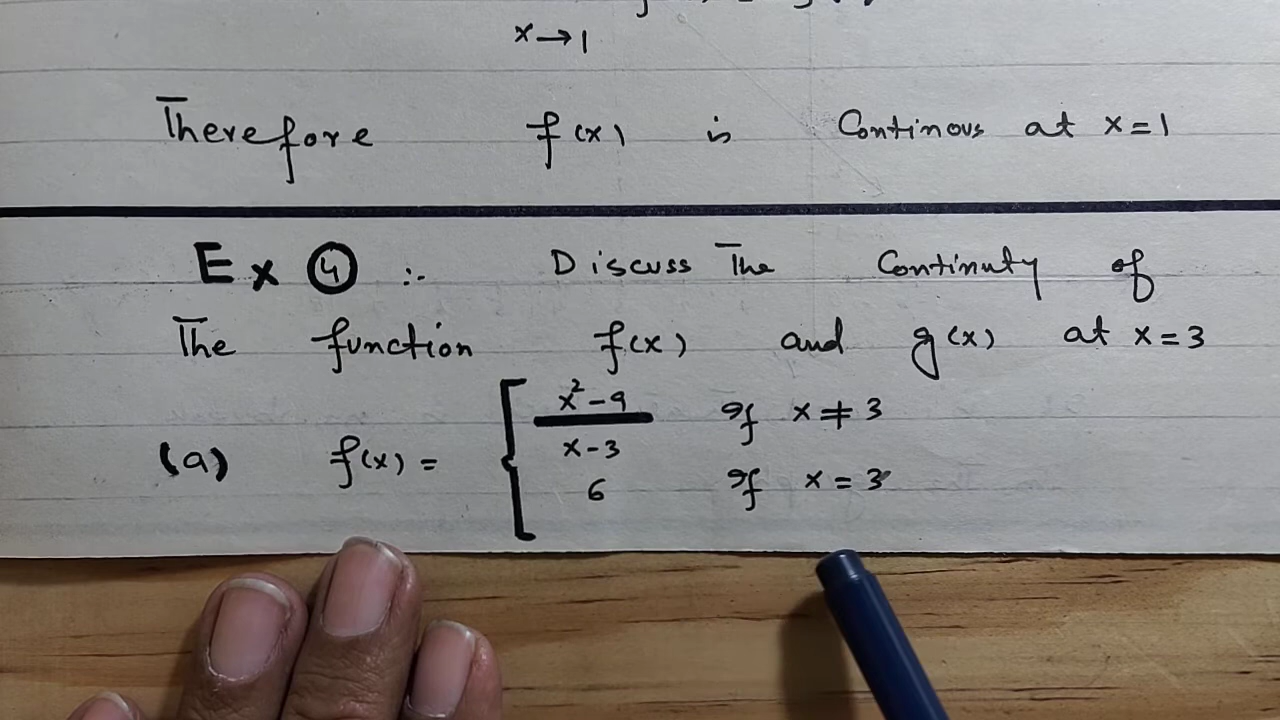 x→1
Therefore f(x) is Continous at x=1
Ex ④ :-  Discuss The Continuty of
The function f(x) and g(x) at x=3
x²-9 if x≠3
(a) f(x) = x-3
6 if x=3